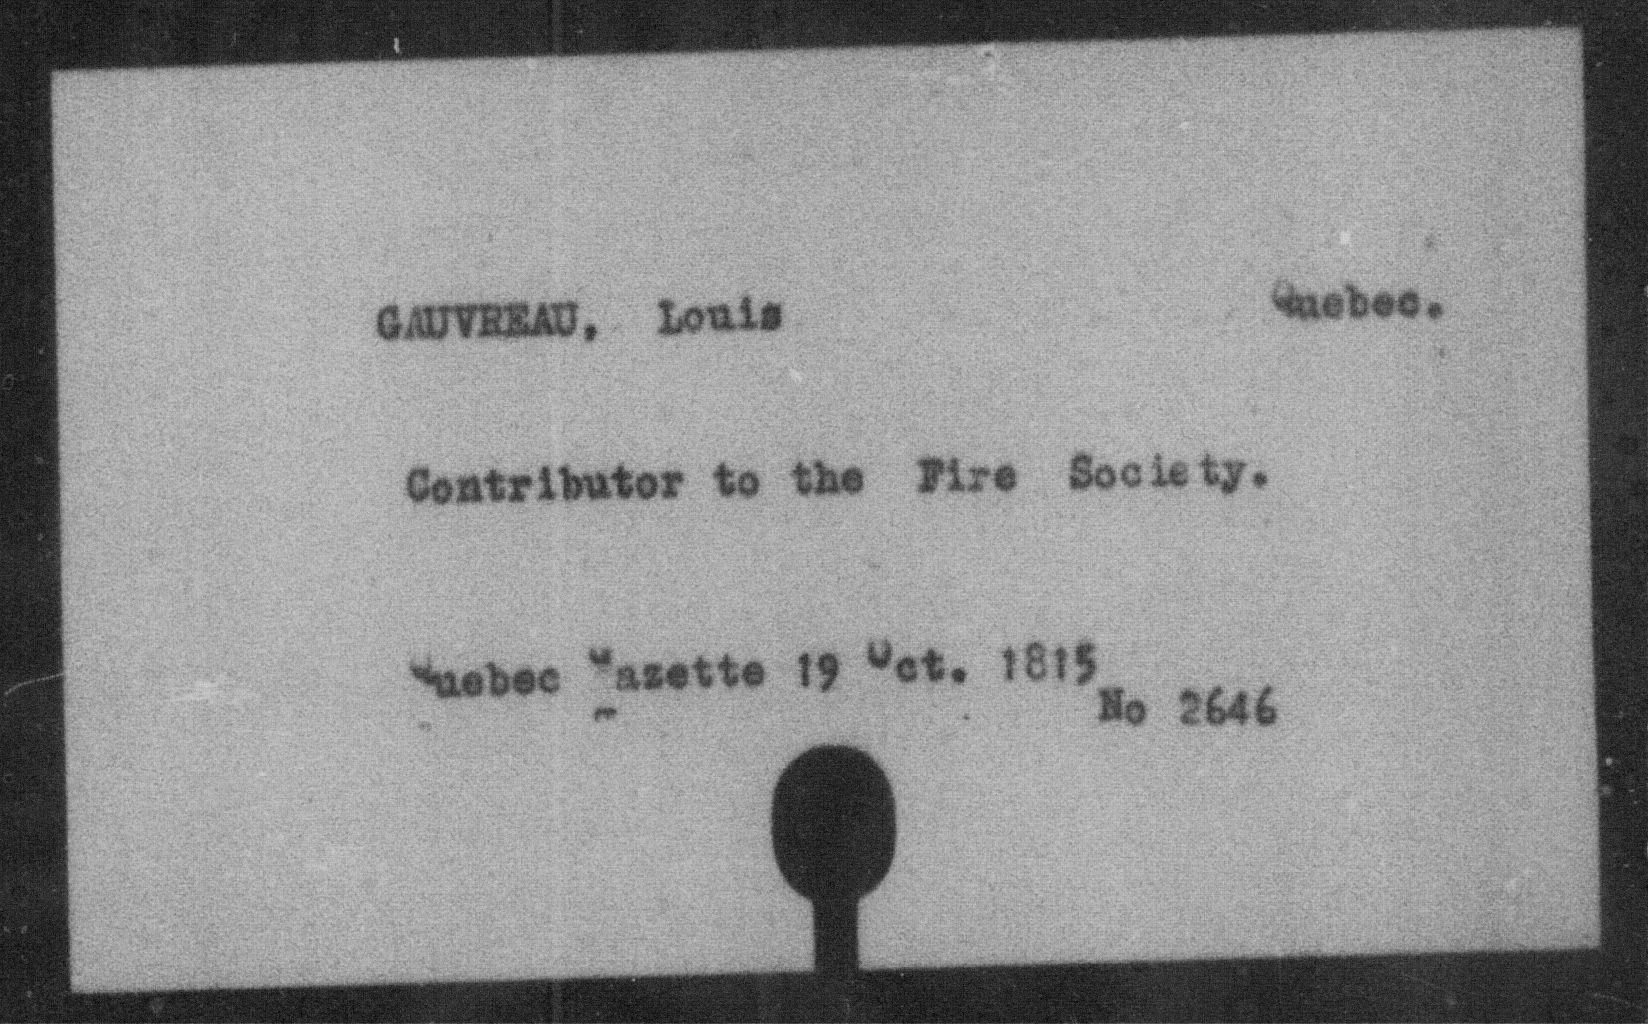 GAUVREAU, Louis Quebec.
Contributor to the Fire Society.
Quebec Gazette 19 Oct. 1815
No 2646